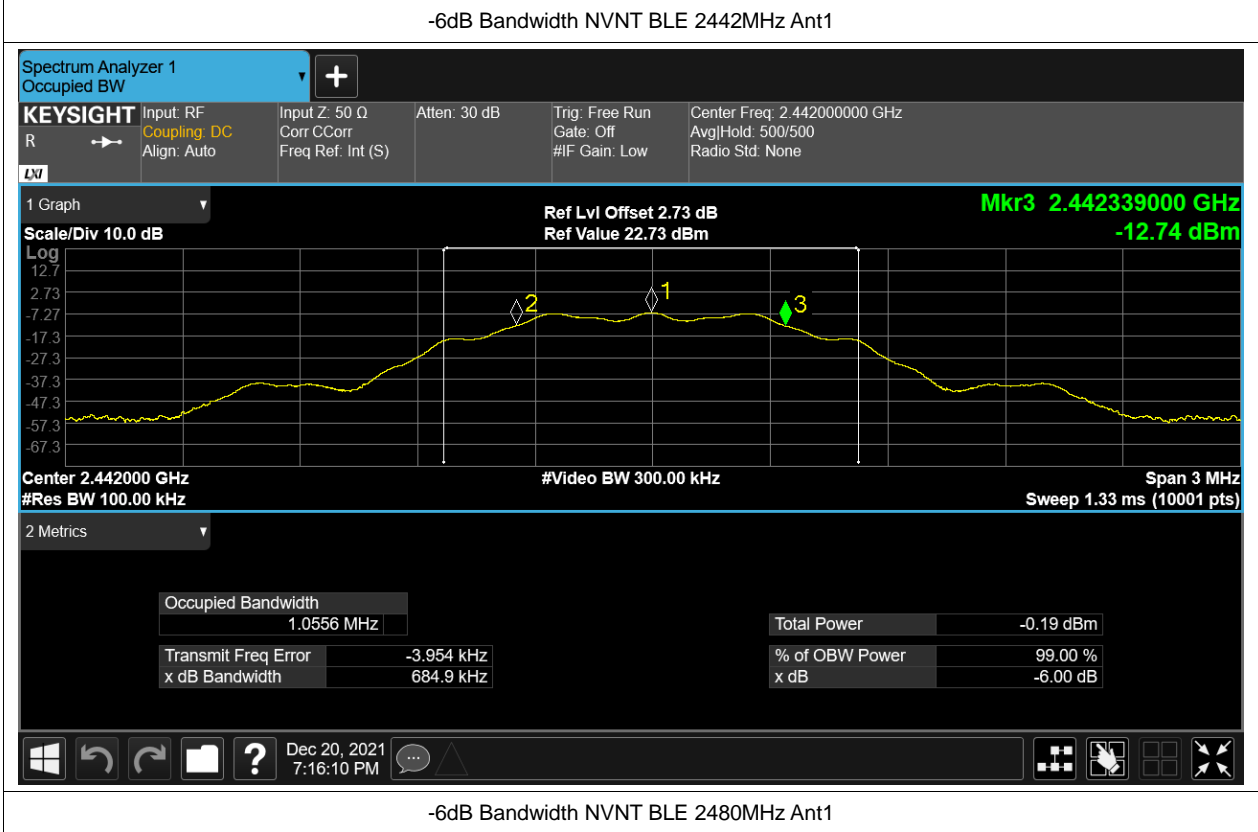 -6dB Bandwidth NVNT BLE 2442MHz Ant1
Spectrum Analyzer 1
Occupied BW
KEYSIGHT
R
LXI
Input: RF
Coupling: DC
Align: Auto
Input Z: 50 Ω
Corr CCorr
Freq Ref: Int (S)
Atten: 30 dB
Trig: Free Run
Gate: Off
#IF Gain: Low
Center Freq: 2.442000000 GHz
Avg|Hold: 500/500
Radio Std: None
1 Graph
Scale/Div 10.0 dB
Ref Lvl Offset 2.73 dB
Ref Value 22.73 dBm
Mkr3 2.442339000 GHz
-12.74 dBm
Log
12.7
2.73
-7.27
-17.3
-27.3
-37.3
-47.3
-57.3
-67.3
2
1
3
Center 2.442000 GHz
#Res BW 100.00 kHz
#Video BW 300.00 kHz
Span 3 MHz
Sweep 1.33 ms (10001 pts)
2 Metrics
Occupied Bandwidth
1.0556 MHz
Transmit Freq Error -3.954 kHz
x dB Bandwidth 684.9 kHz
Total Power -0.19 dBm
% of OBW Power 99.00 %
x dB -6.00 dB
?
Dec 20, 2021
7:16:10 PM
-6dB Bandwidth NVNT BLE 2480MHz Ant1